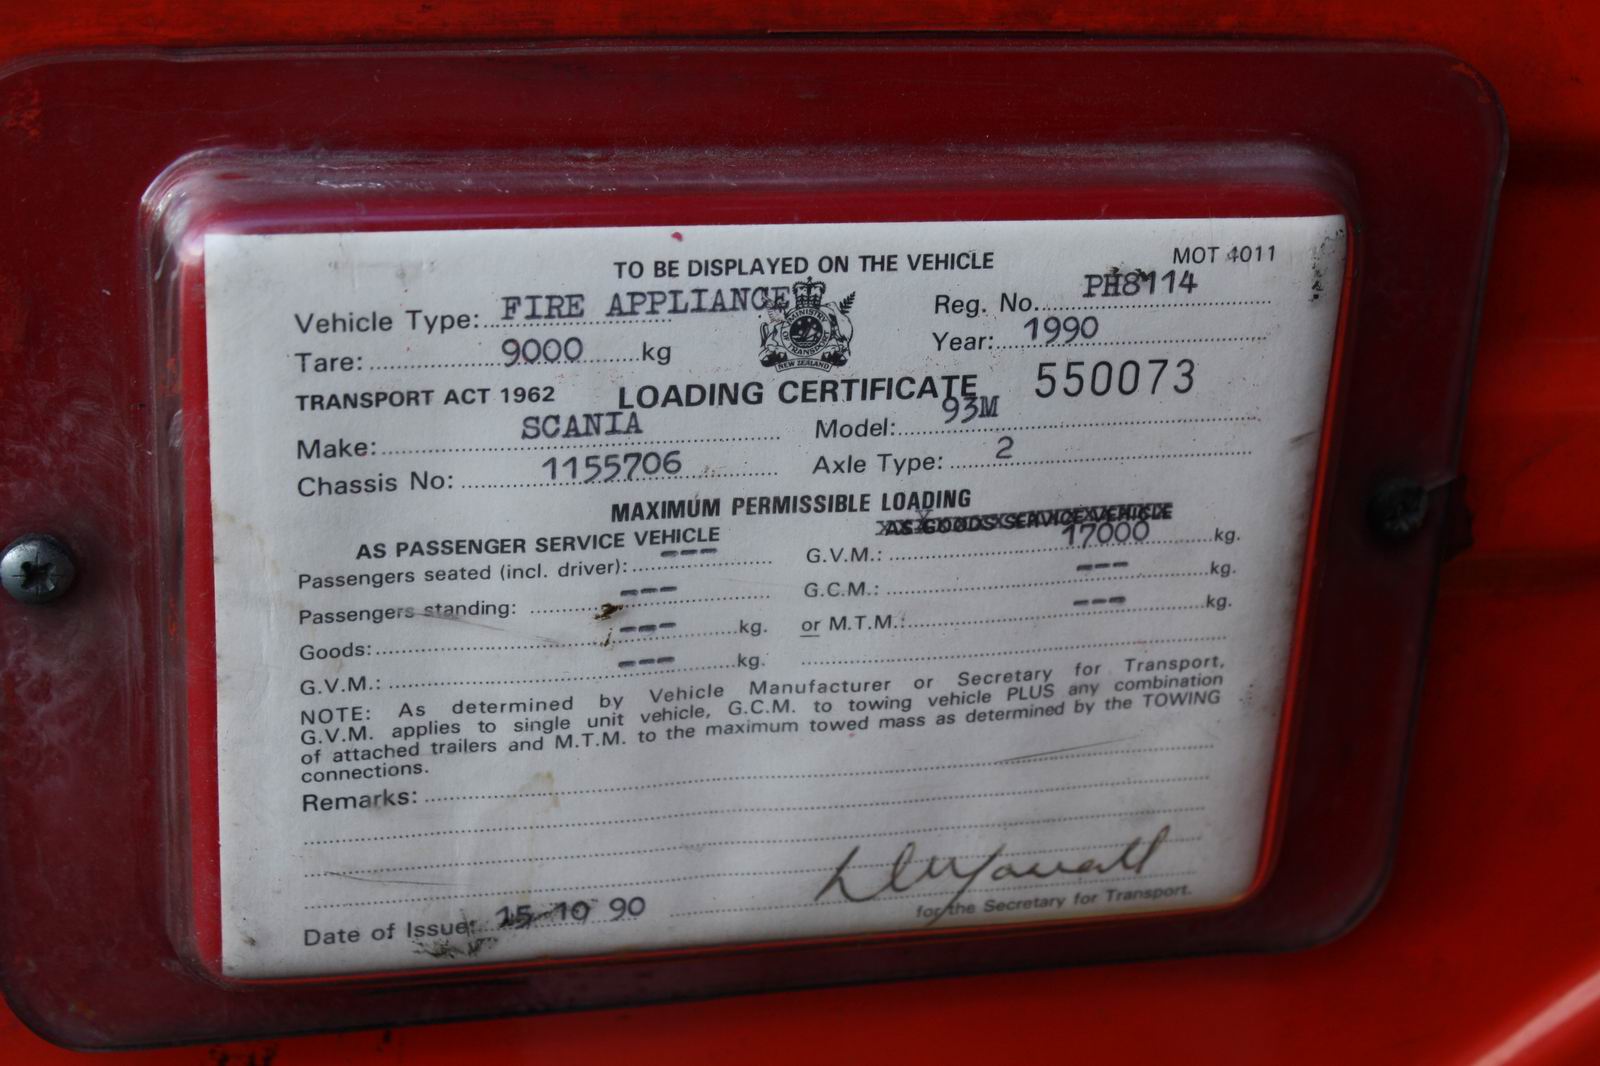 TO BE DISPLAYED ON THE VEHICLE
MOT 4011
Vehicle Type: FIRE APPLIANCE
Reg. No. PH8114
Tare: 9000 kg
MINISTRY OF TRANSPORT
NEW ZEALAND
Year: 1990
TRANSPORT ACT 1962
LOADING CERTIFICATE
550073
Make: SCANIA
Model: 93M
Chassis No: 1155706
Axle Type: 2
MAXIMUM PERMISSIBLE LOADING
AS PASSENGER SERVICE VEHICLE
AS GOODS SERVICE VEHICLE
Passengers seated (incl. driver): ---
G.V.M.: 17000 kg.
Passengers standing: ---
G.C.M.: --- kg.
Goods: --- kg.
or M.T.M.: --- kg.
G.V.M.: --- kg.
NOTE: As determined by Vehicle Manufacturer or Secretary for Transport,
G.V.M. applies to single unit vehicle, G.C.M. to towing vehicle PLUS any combination
of attached trailers and M.T.M. to the maximum towed mass as determined by the TOWING
connections.
Remarks:
Date of Issue: 15 10 90
for the Secretary for Transport.